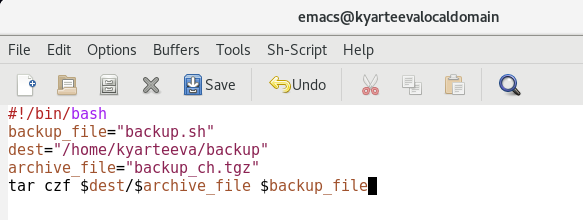 emacs@kyarteevalocaldomain
File Edit Options Buffers Tools Sh-Script Help
Save Undo
#!/bin/bash
backup_file="backup.sh"
dest="/home/kyarteeva/backup"
archive_file="backup_ch.tgz"
tar czf $dest/$archive_file $backup_file